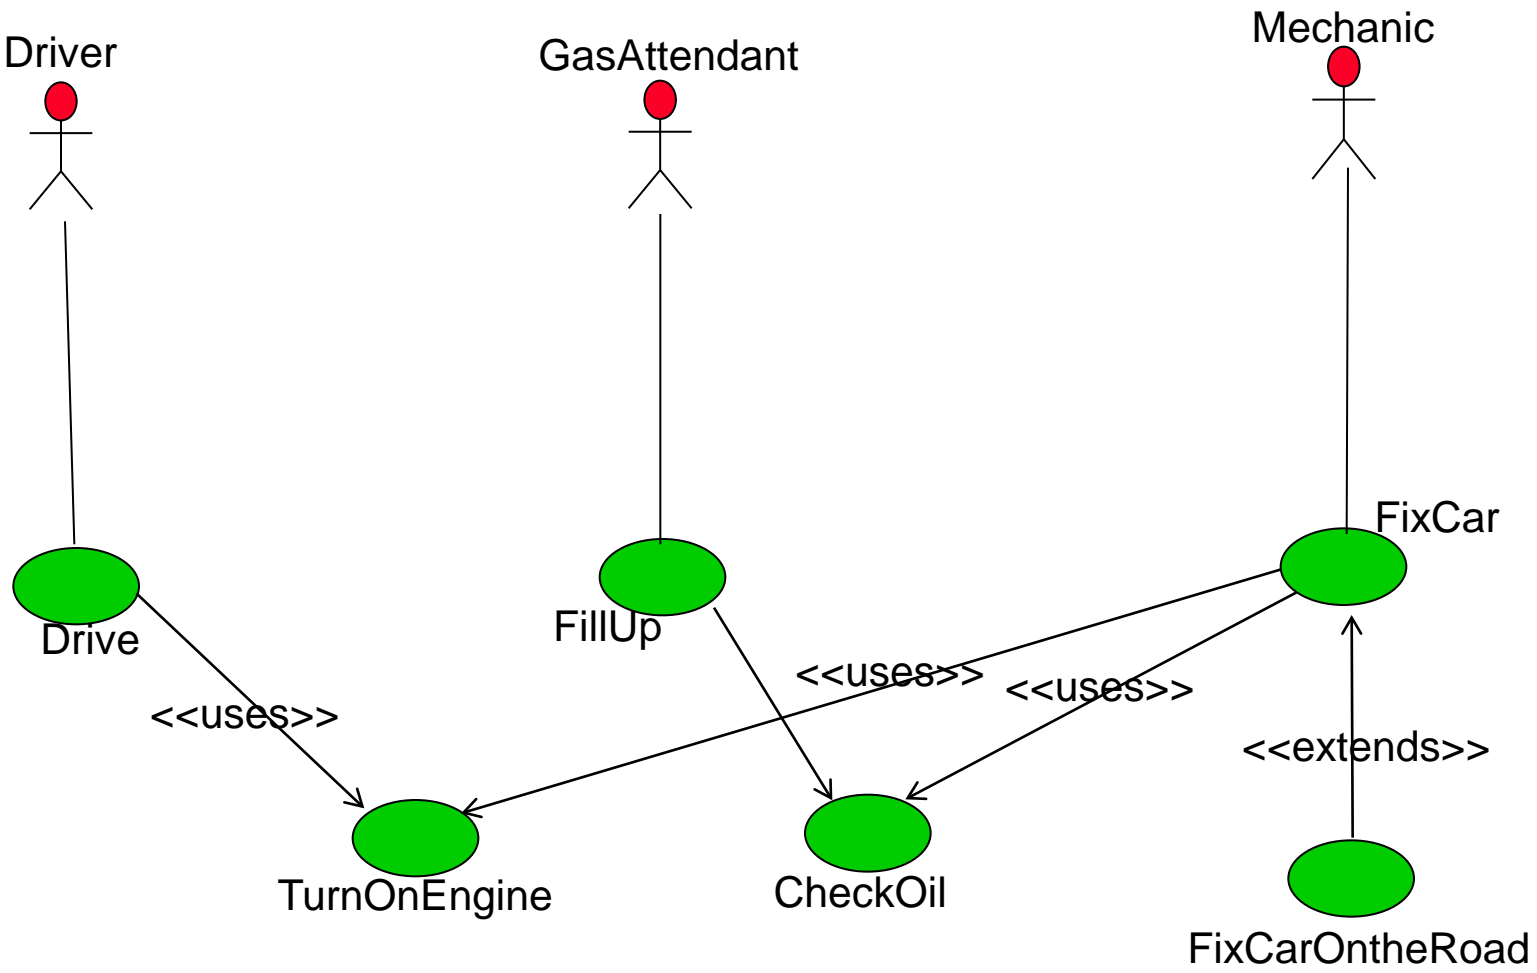 Driver
GasAttendant
Mechanic
FixCar
Drive
FillUp
<<uses>>
<<uses>>
<<uses>>
<<extends>>
TurnOnEngine
CheckOil
FixCarOntheRoad